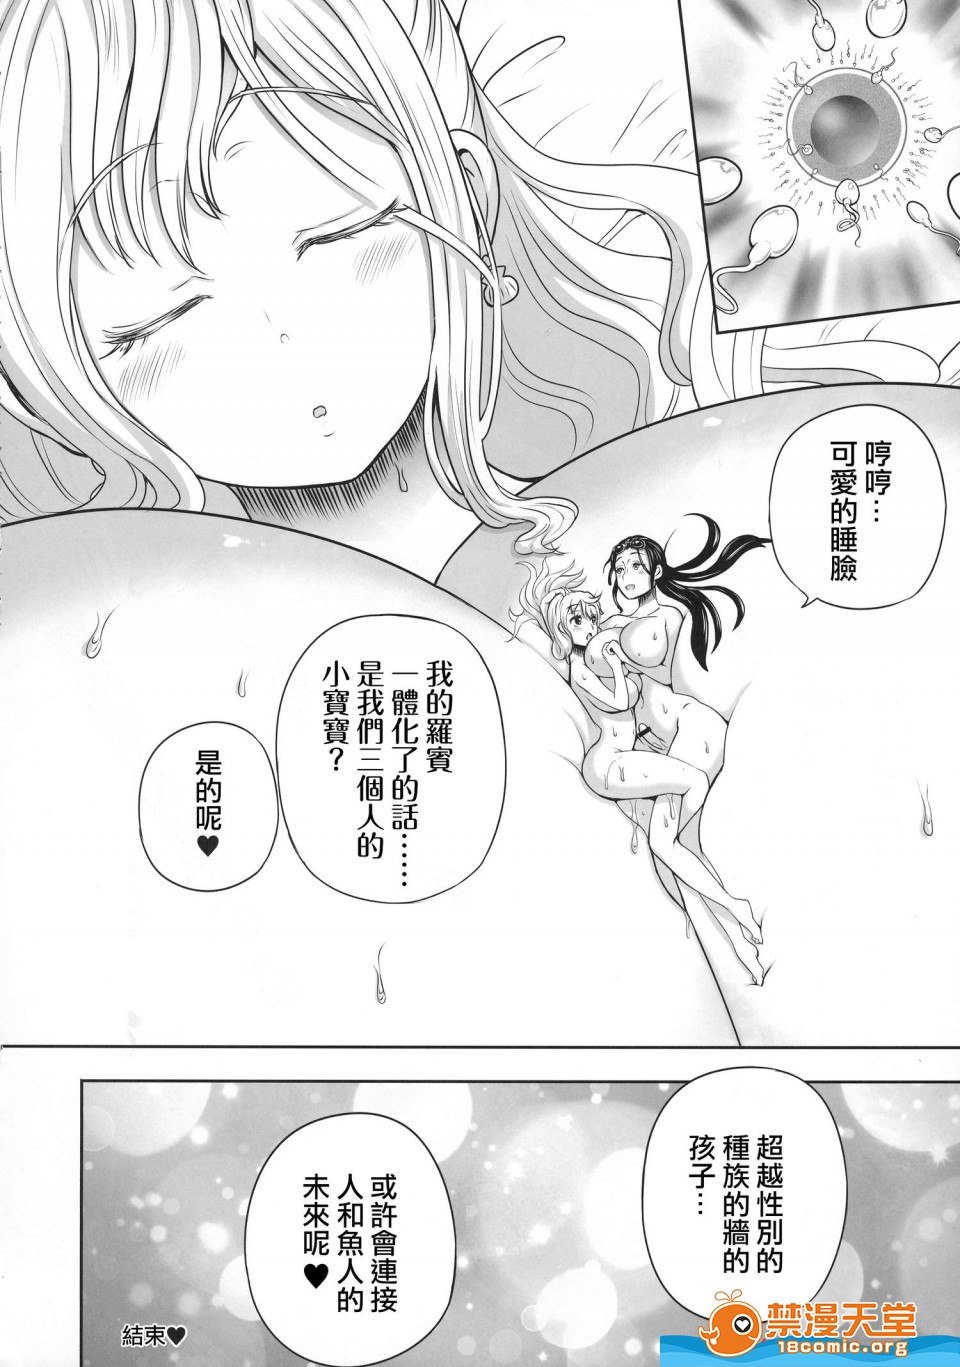 哼哼…
可愛的睡臉
我的羅賓
一體化了的話……
是我們三個人的
小寶寶？
是的呢♥
超越性別的
種族的牆的
孩子…
或許會連接
人和魚人的
未來呢♥
結束♥
禁漫天堂
18comic.org